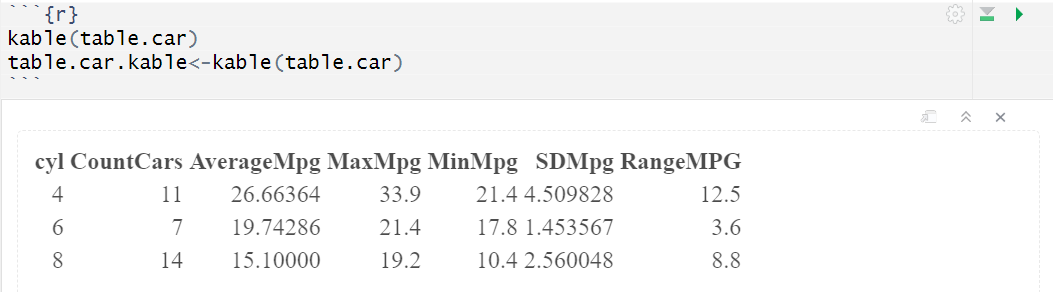 ```{r}
kable(table.car)
table.car.kable<-kable(table.car)
```
cyl CountCars AverageMpg MaxMpg MinMpg SDMpg RangeMPG
4 11 26.66364 33.9 21.4 4.509828 12.5
6 7 19.74286 21.4 17.8 1.453567 3.6
8 14 15.10000 19.2 10.4 2.560048 8.8